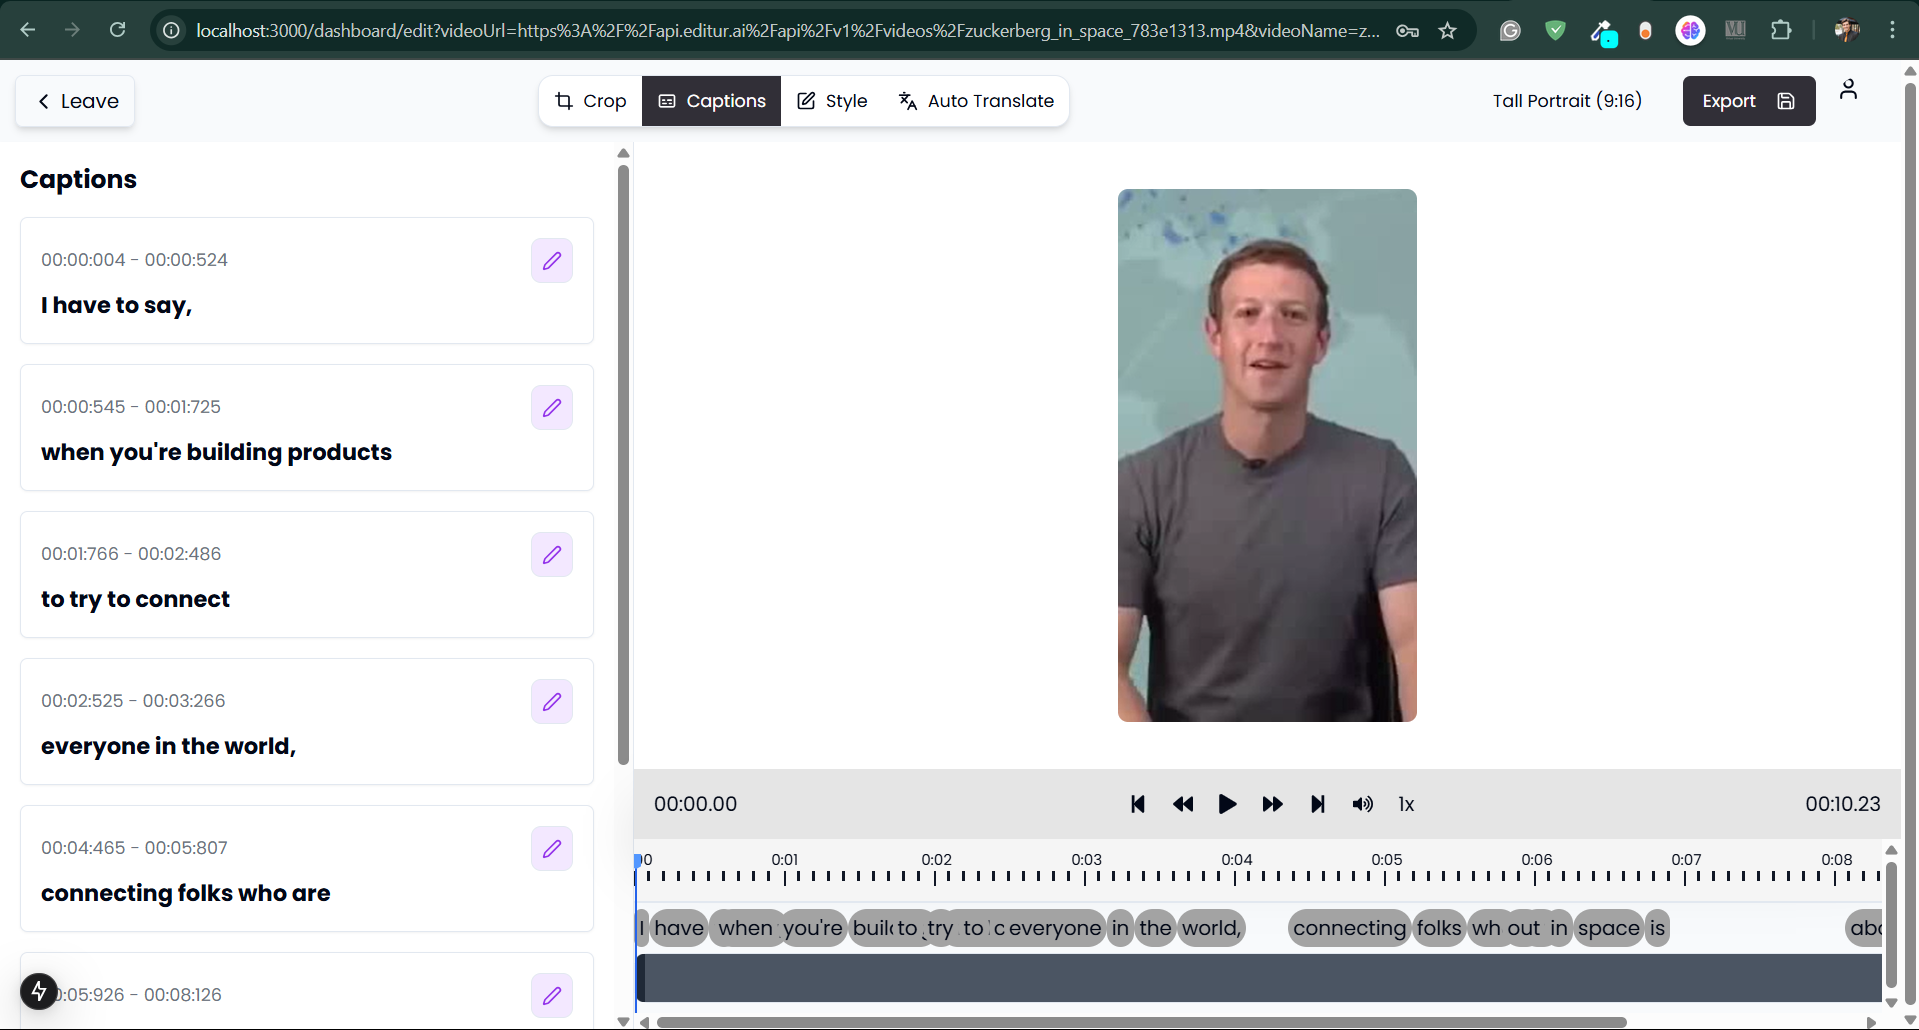 localhost:3000/dashboard/edit?videoUrl=https%3A%2F%2Fapi.editur.ai%2Fapi%2Fv1%2Fvideos%2Fzuckerberg_in_space_783e1313.mp4&videoName=z...
Leave
Crop
Captions
Style
Auto Translate
Tall Portrait (9:16)
Export
Captions
00:00:004 - 00:00:524
I have to say,
00:00:545 - 00:01:725
when you're building products
00:01:766 - 00:02:486
to try to connect
00:02:525 - 00:03:266
everyone in the world,
00:04:465 - 00:05:807
connecting folks who are
0:05:926 - 00:08:126
00:00.00
1x
00:10.23
00 0:01 0:02 0:03 0:04 0:05 0:06 0:07 0:08
I have when you're buil to try to c everyone in the world, connecting folks wh out in space is abo